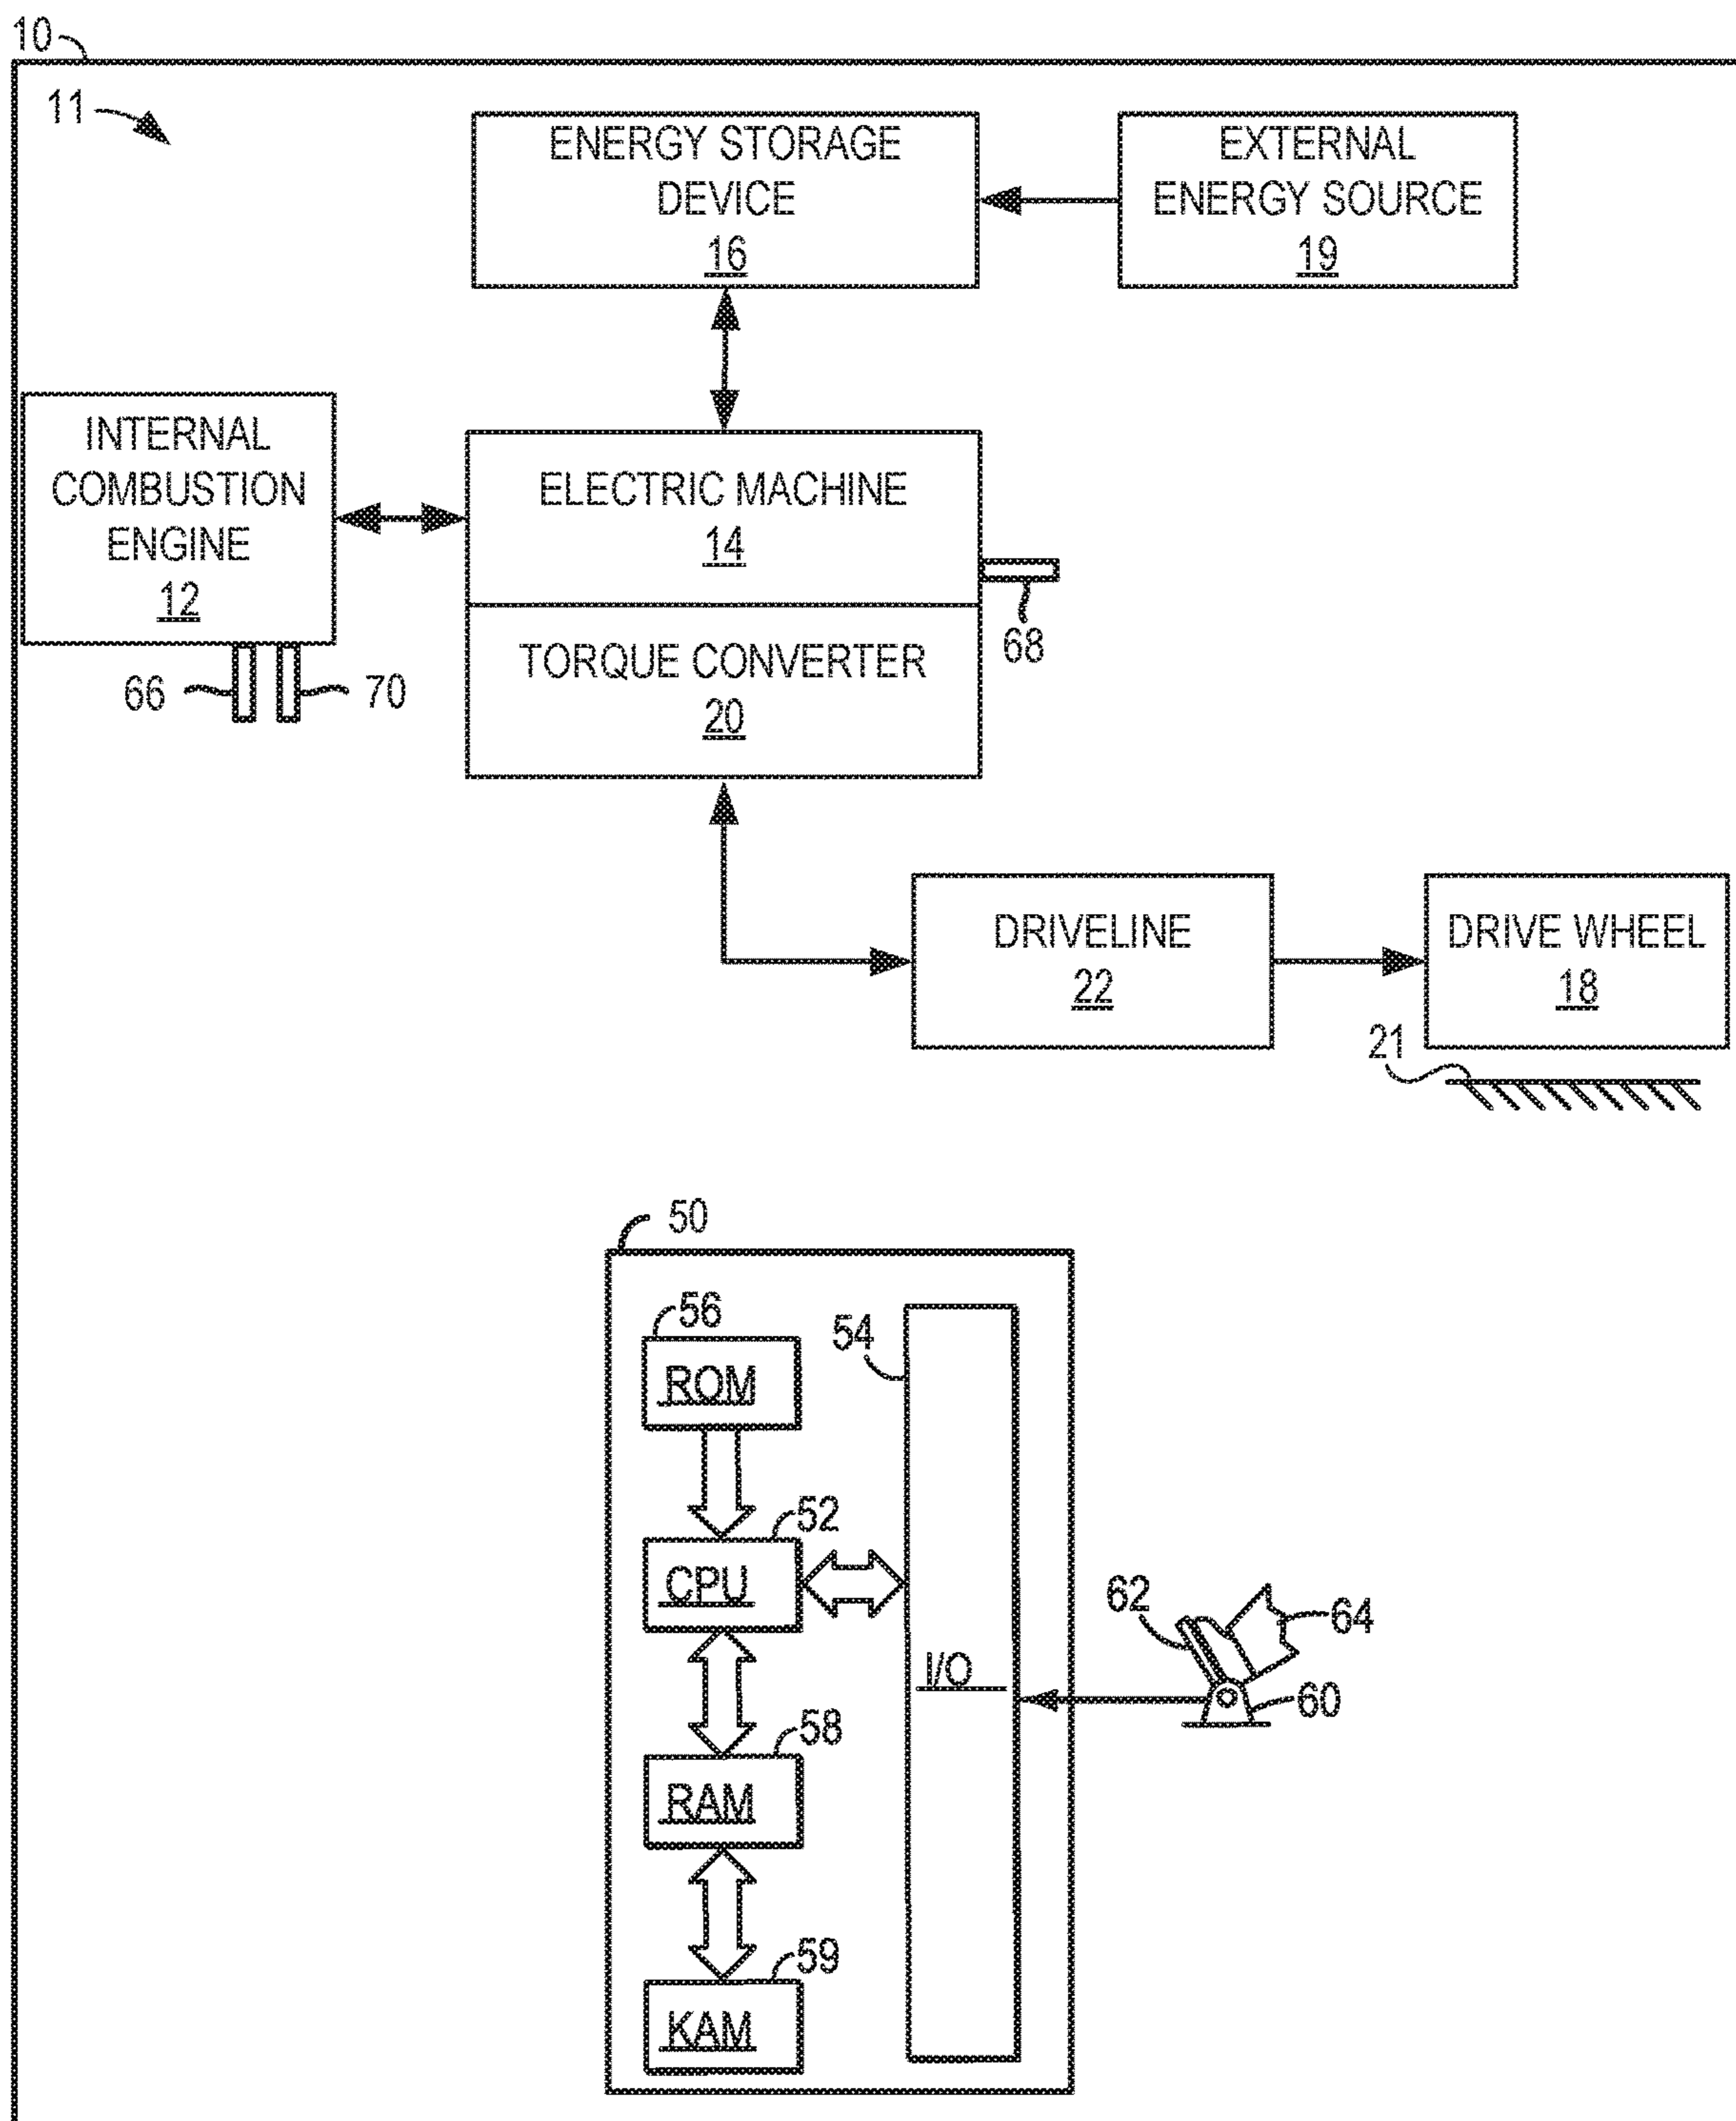 10
11
ENERGY STORAGE
DEVICE
16
EXTERNAL
ENERGY SOURCE
19
INTERNAL
COMBUSTION
ENGINE
12
ELECTRIC MACHINE
14
68
TORQUE CONVERTER
20
66
70
DRIVELINE
22
DRIVE WHEEL
18
21
50
56
ROM
54
52
CPU
I/O
62
64
60
58
RAM
59
KAM